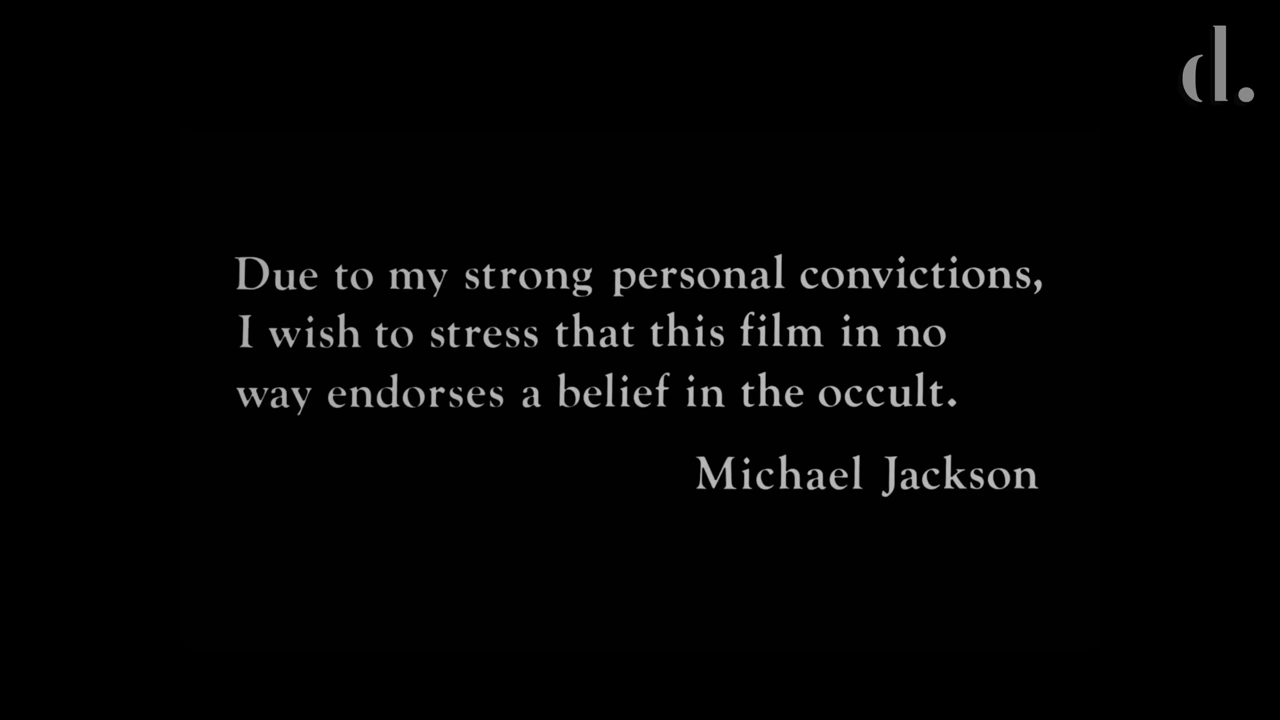 d.
Due to my strong personal convictions,
I wish to stress that this film in no
way endorses a belief in the occult.
Michael Jackson